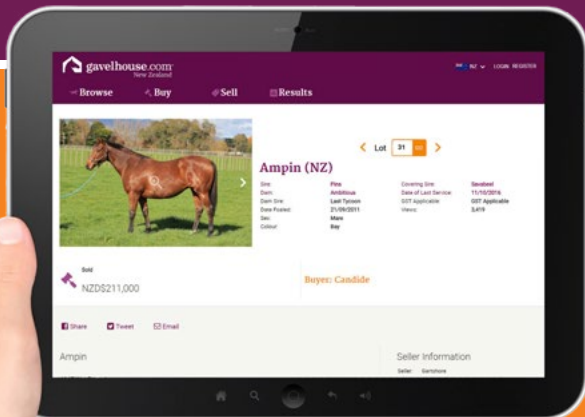 gavelhouse.com
New Zealand
NZ LOGIN REGISTER
Browse Buy Sell Results
Lot 31 GO
Ampin (NZ)
Sire: Pins Covering Sire: Savabeel
Dam: Ambitious Date of Last Service: 11/10/2016
Dam Sire: Last Tycoon GST Applicable: GST Applicable
Date Foaled: 21/09/2011 Views: 3,419
Sex: Mare
Colour: Bay
Sold
NZD$211,000
Buyer: Candide
Share Tweet Email
Ampin Seller Information
Seller Gartshore